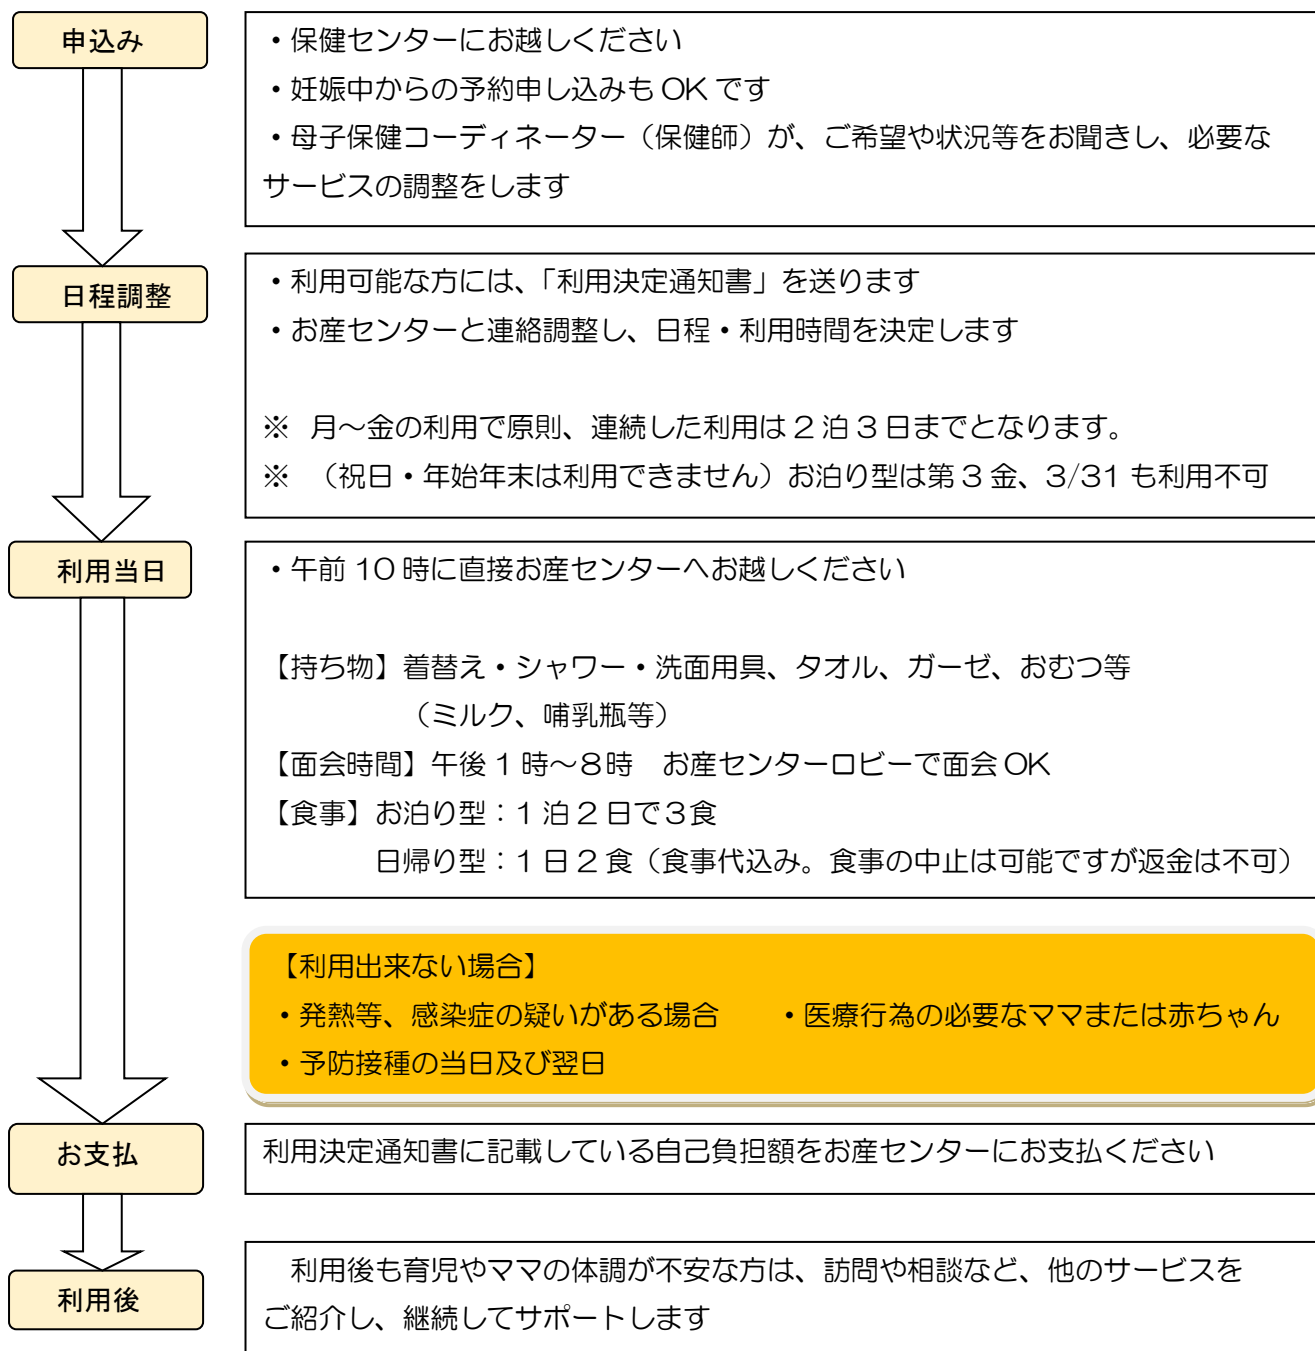 申込み
・保健センターにお越しください
・妊娠中からの予約申し込みも OK です
・母子保健コーディネーター（保健師）が、ご希望や状況等をお聞きし、必要な
サービスの調整をします
日程調整
・利用可能な方には、「利用決定通知書」を送ります
・お産センターと連絡調整し、日程・利用時間を決定します
※　月～金の利用で原則、連続した利用は 2 泊 3 日までとなります。
※　（祝日・年始年末は利用できません）お泊り型は第 3 金、3/31 も利用不可
利用当日
・午前 10 時に直接お産センターへお越しください
【持ち物】着替え・シャワー・洗面用具、タオル、ガーゼ、おむつ等
（ミルク、哺乳瓶等）
【面会時間】午後 1 時～8時　お産センターロビーで面会 OK
【食事】お泊り型：1 泊 2 日で3食
日帰り型：1 日 2 食（食事代込み。食事の中止は可能ですが返金は不可）
【利用出来ない場合】
・発熱等、感染症の疑いがある場合　　・医療行為の必要なママまたは赤ちゃん
・予防接種の当日及び翌日
お支払
利用決定通知書に記載している自己負担額をお産センターにお支払ください
利用後
利用後も育児やママの体調が不安な方は、訪問や相談など、他のサービスを
ご紹介し、継続してサポートします